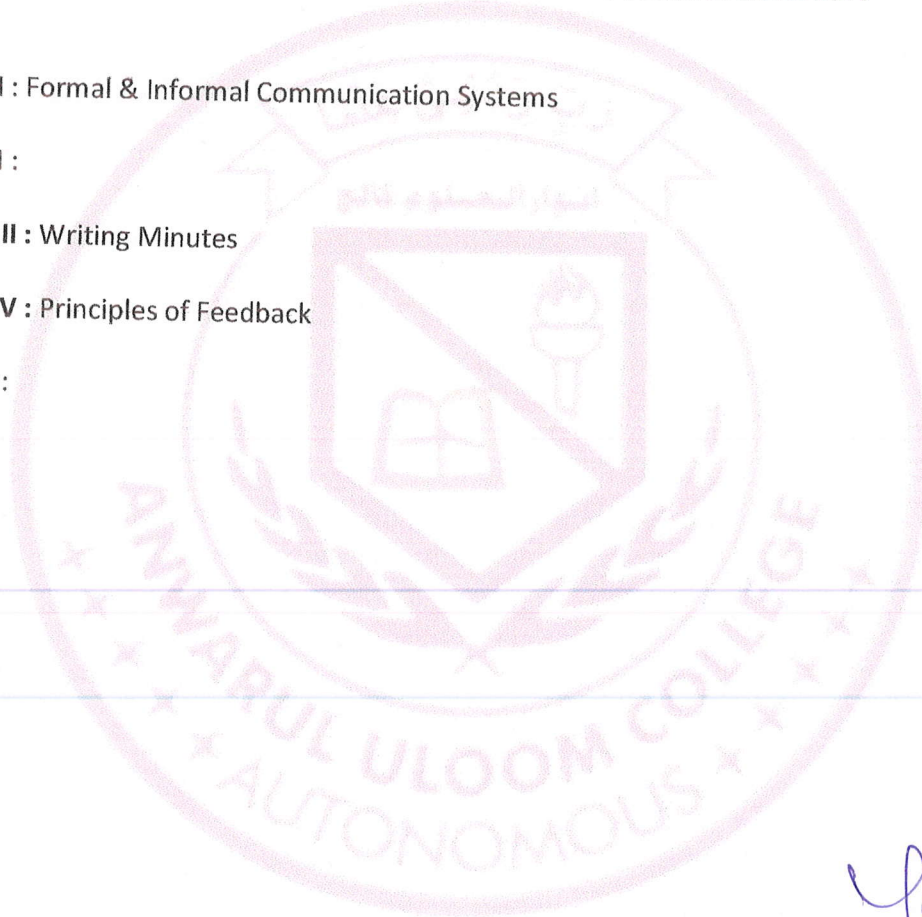 I : Formal & Informal Communication Systems
I :
II : Writing Minutes
V : Principles of Feedback
:
ANWARUL ULOOM COLLEGE
AUTONOMOUS